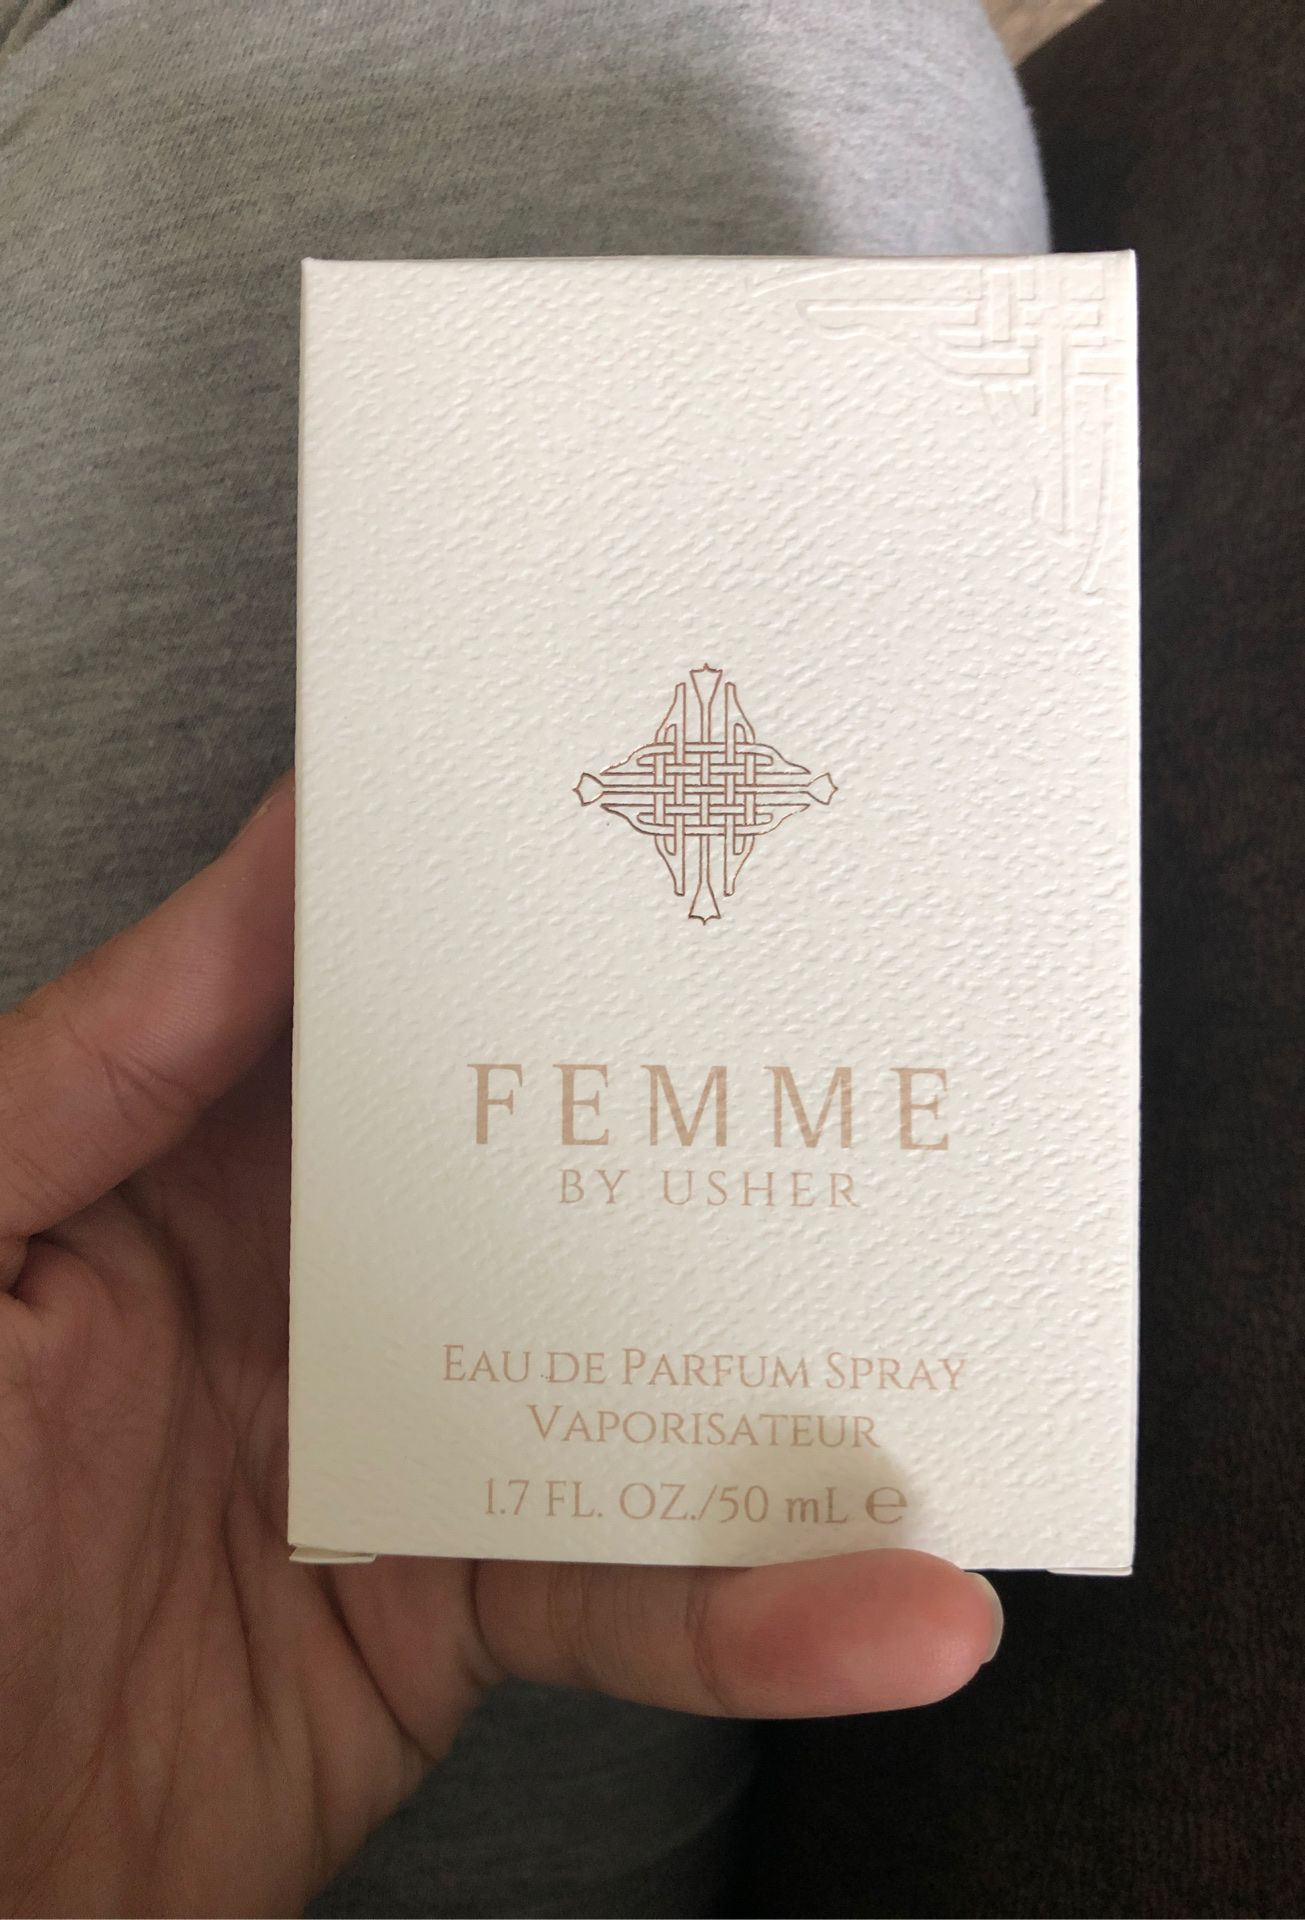 FEMME
BY USHER
EAU DE PARFUM SPRAY
VAPORISATEUR
1.7 FL. OZ./50 mL ℮